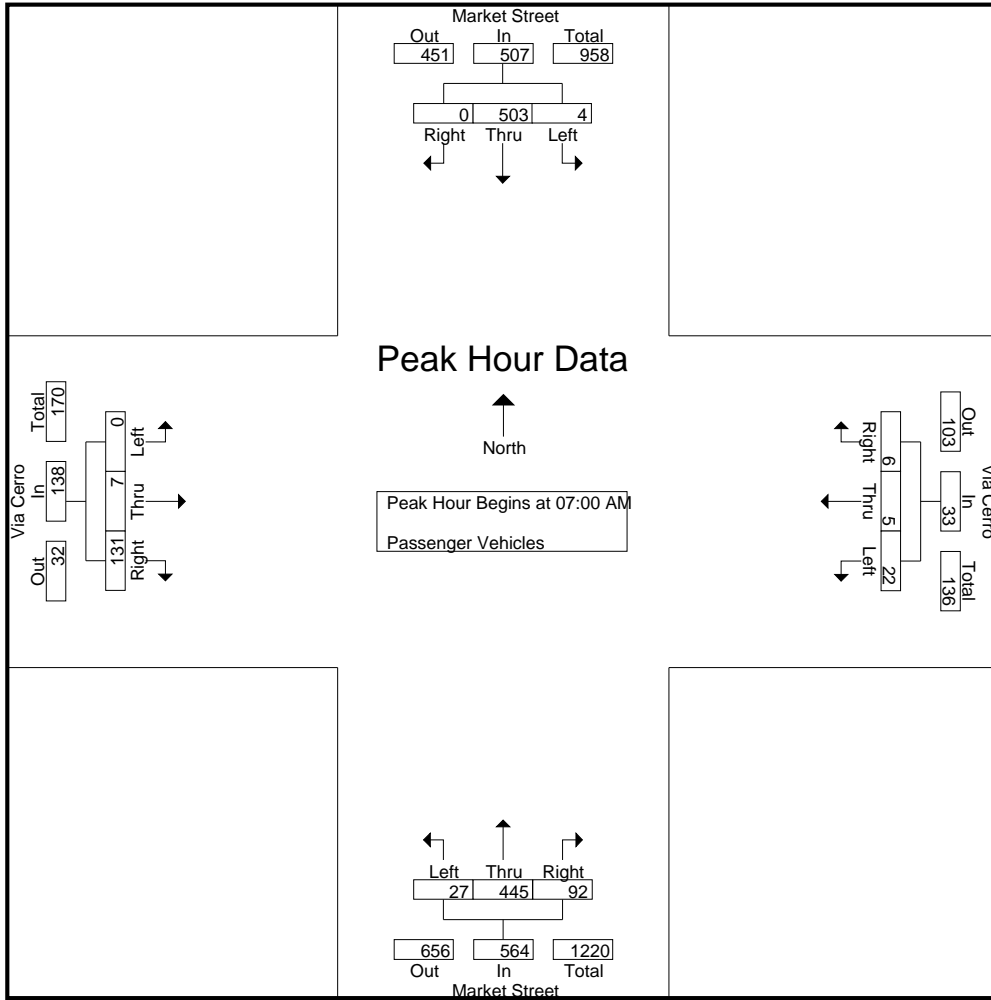 Market Street
Out In Total
451 507 958
0 503 4
Right Thru Left
Peak Hour Data
North
Peak Hour Begins at 07:00 AM
Passenger Vehicles
Via Cerro
Total In Out
170 138 32
0 7 131
Left Thru Right
Via Cerro
Out In Total
103 33 136
6 5 22
Right Thru Left
Left Thru Right
27 445 92
656 564 1220
Out In Total
Market Street